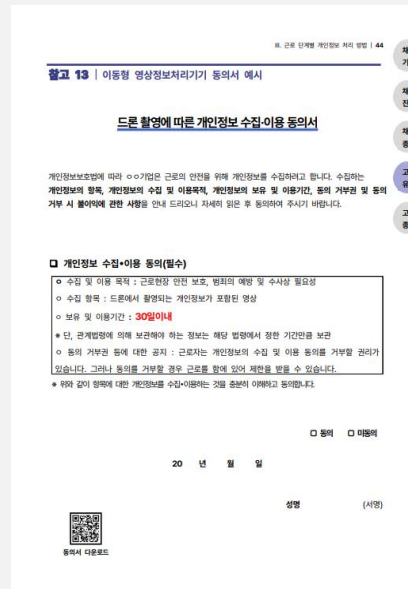 Ⅲ. 근로 단계별 개인정보 처리 방법 | 44
참고 13 | 이동형 영상정보처리기기 동의서 예시
드론 촬영에 따른 개인정보 수집·이용 동의서
개인정보보호법에 따라 ㅇㅇ기업은 근로의 안전을 위해 개인정보를 수집하려고 합니다. 수집하는
개인정보의 항목, 개인정보의 수집 및 이용목적, 개인정보의 보유 및 이용기간, 동의 거부권 및 동의
거부 시 불이익에 관한 사항을 안내 드리오니 자세히 읽은 후 동의하여 주시기 바랍니다.
❏ 개인정보 수집•이용 동의(필수)
ㅇ 수집 및 이용 목적 : 근로현장 안전 보호, 범죄의 예방 및 수사상 필요성
ㅇ 수집 항목 : 드론에서 촬영되는 개인정보가 포함된 영상
ㅇ 보유 및 이용기간 : 30일이내
※ 단, 관계법령에 의해 보관해야 하는 정보는 해당 법령에서 정한 기간만큼 보관
ㅇ 동의 거부권 등에 대한 공지 : 근로자는 개인정보의 수집 및 이용 동의를 거부할 권리가
있습니다. 그러나 동의를 거부할 경우 근로를 함에 있어 제한을 받을 수 있습니다.
※ 위와 같이 항목에 대한 개인정보를 수집•이용하는 것을 충분히 이해하고 동의합니다.
❏ 동의 ❏ 미동의
20 년 월 일
성명 (서명)
동의서 다운로드